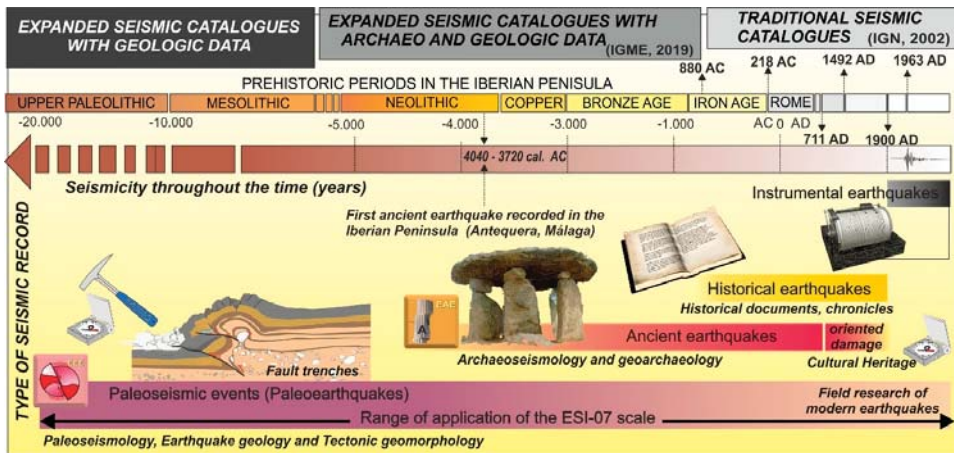 EXPANDED SEISMIC CATALOGUES
WITH GEOLOGIC DATA
EXPANDED SEISMIC CATALOGUES WITH
ARCHAEO AND GEOLOGIC DATA
(IGME, 2019)
TRADITIONAL SEISMIC
CATALOGUES (IGN, 2002)
880 AC
218 AC
1492 AD
1963 AD
PREHISTORIC PERIODS IN THE IBERIAN PENISULA
UPPER PALEOLITHIC
MESOLITHIC
NEOLITHIC
COPPER
BRONZE AGE
IRON AGE
ROME
-20.000
-10.000
-5.000
-4.000
-3.000
-1.000
AC 0 AD
711 AD
1900 AD
4040 - 3720 cal. AC
Seismicity throughout the time (years)
First ancient earthquake recorded in the
Iberian Peninsula (Antequera, Málaga)
Instrumental earthquakes
Historical earthquakes
Historical documents, chronicles
TYPE OF SEISMIC RECORD
EAE
A
Ancient earthquakes
oriented
damage
Archaeoseismology and geoarchaeology
Cultural Heritage
Fault trenches
Paleoseismic events (Paleoearthquakes)
Field research of
modern earthquakes
Range of application of the ESI-07 scale
Paleoseismology, Earthquake geology and Tectonic geomorphology